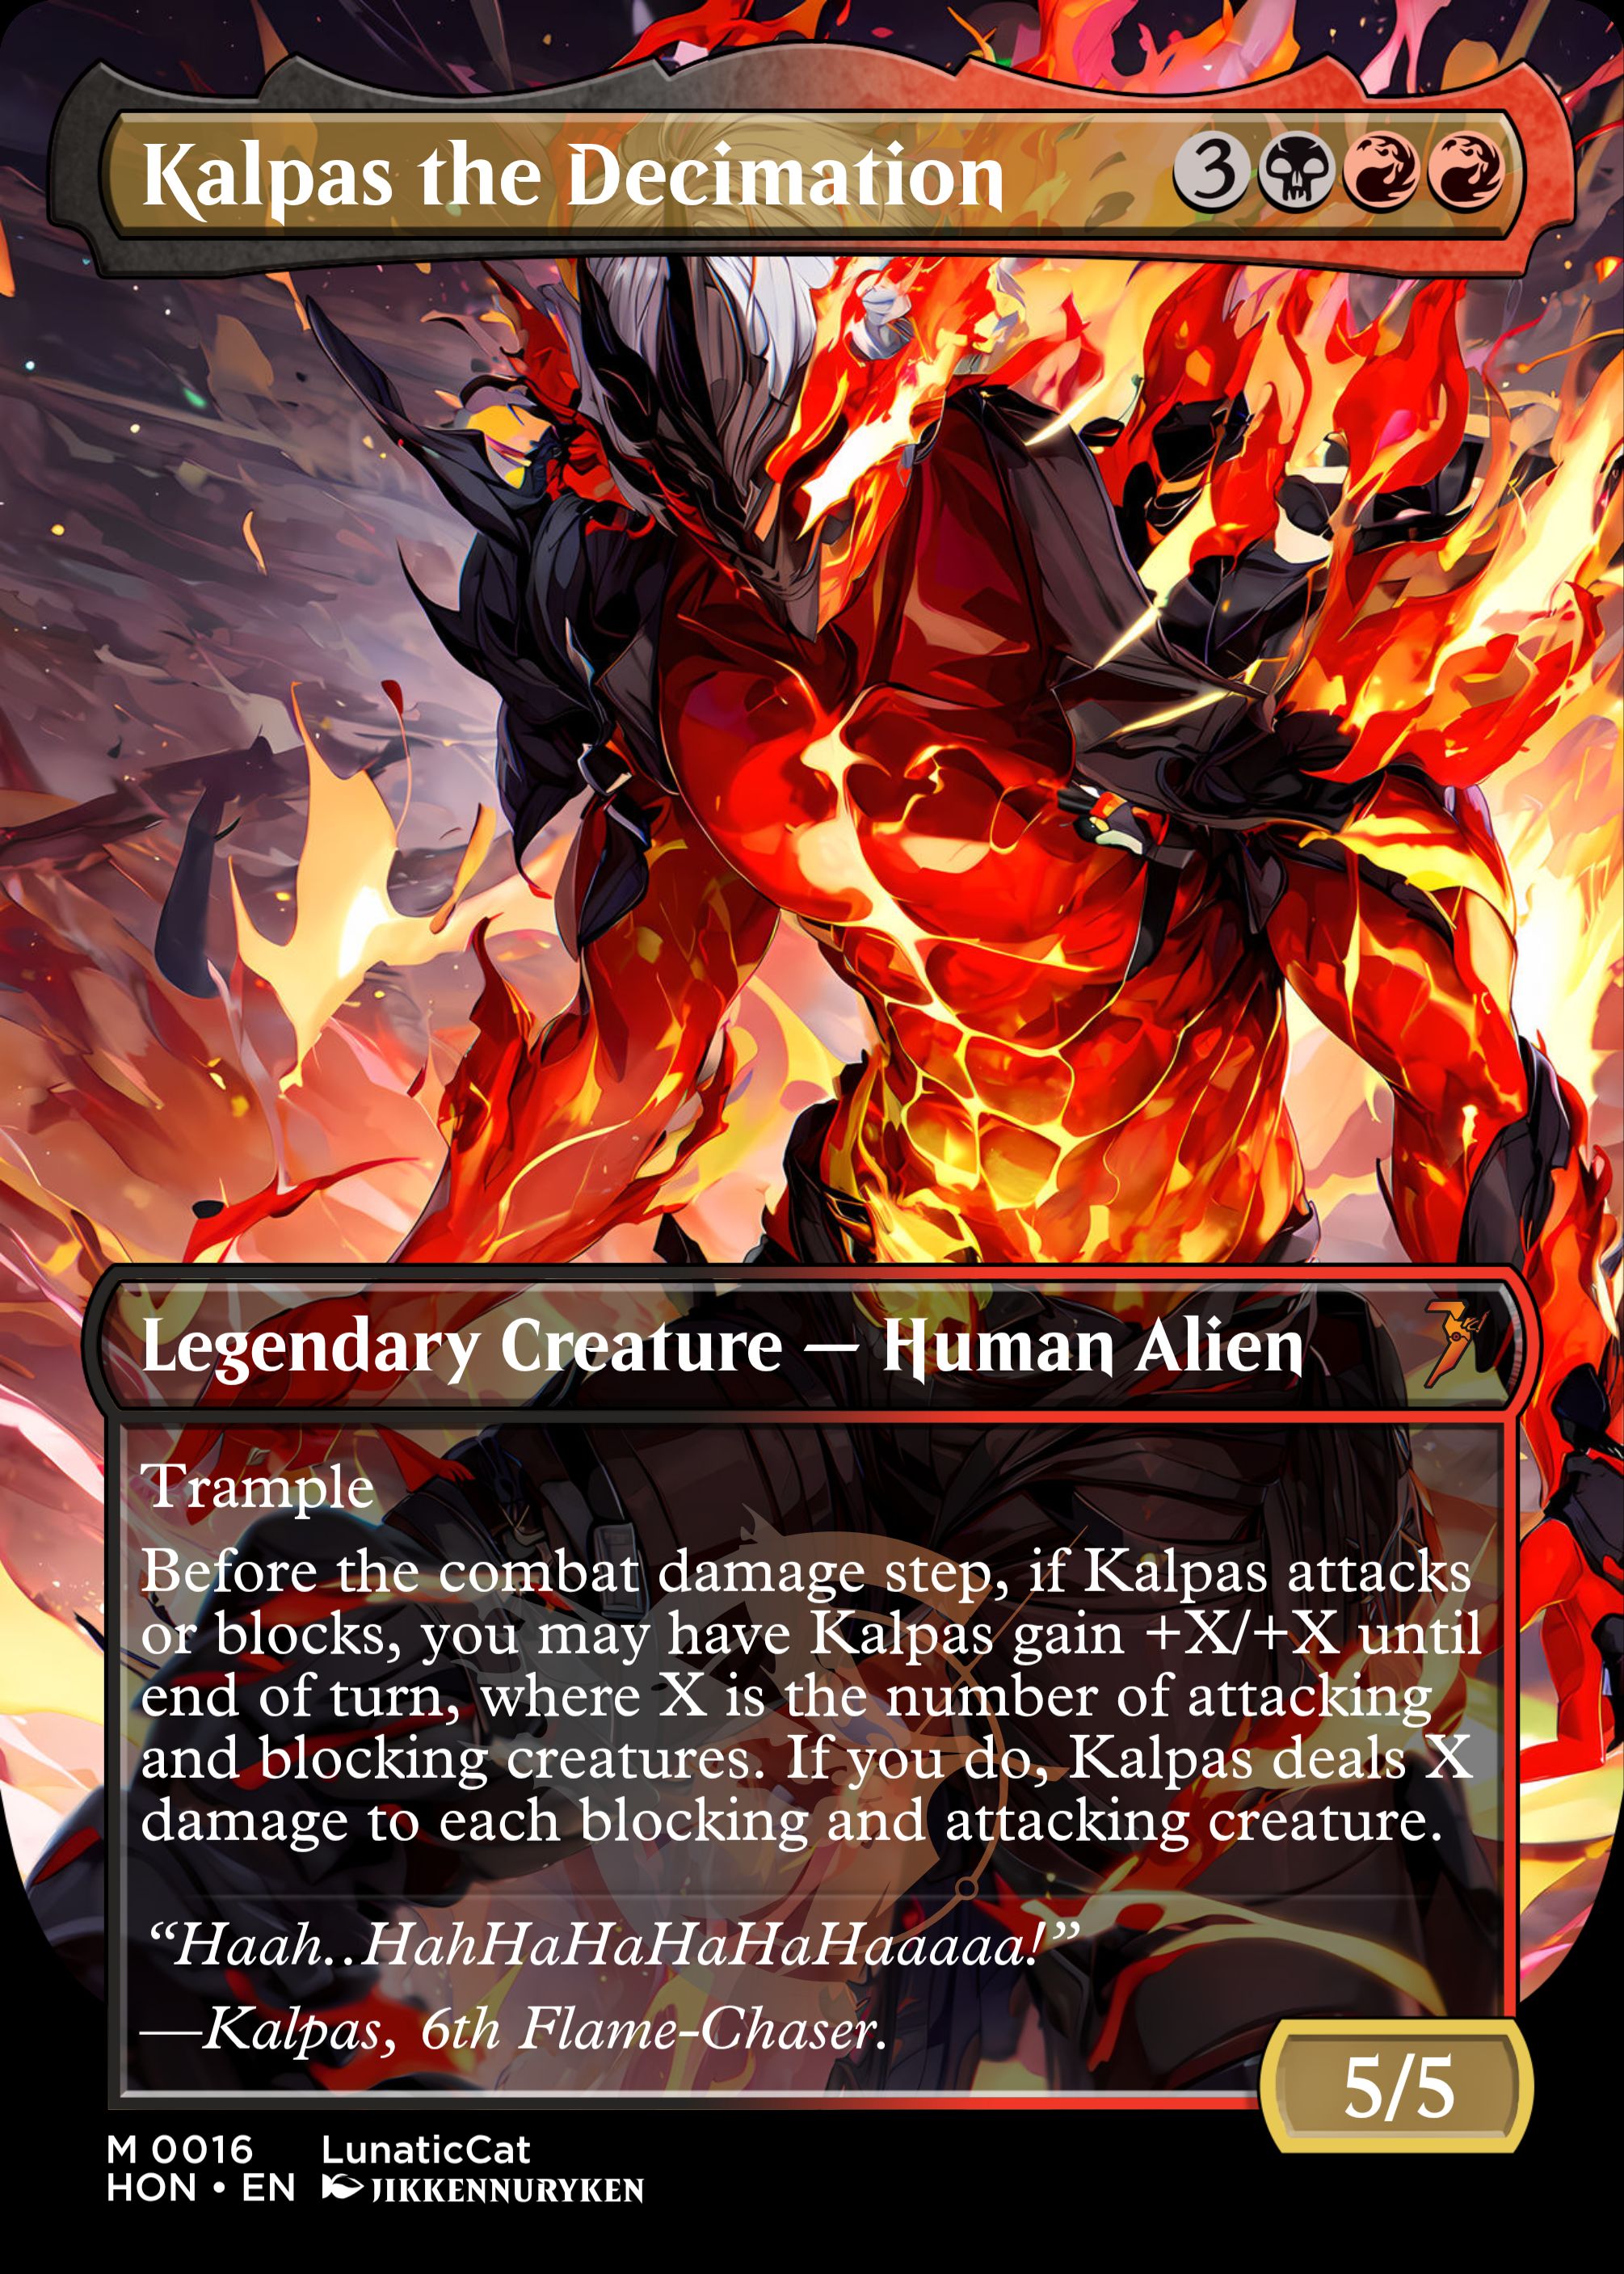 Kalpas the Decimation 3
Legendary Creature — Human Alien
Trample
Before the combat damage step, if Kalpas attacks
or blocks, you may have Kalpas gain +X/+X until
end of turn, where X is the number of attacking
and blocking creatures. If you do, Kalpas deals X
damage to each blocking and attacking creature.
“Haah..HahHaHaHaHaHaaaaa!”
—Kalpas, 6th Flame-Chaser.
5/5
M 0016 LunaticCat
HON • EN JIKKENNURYKEN